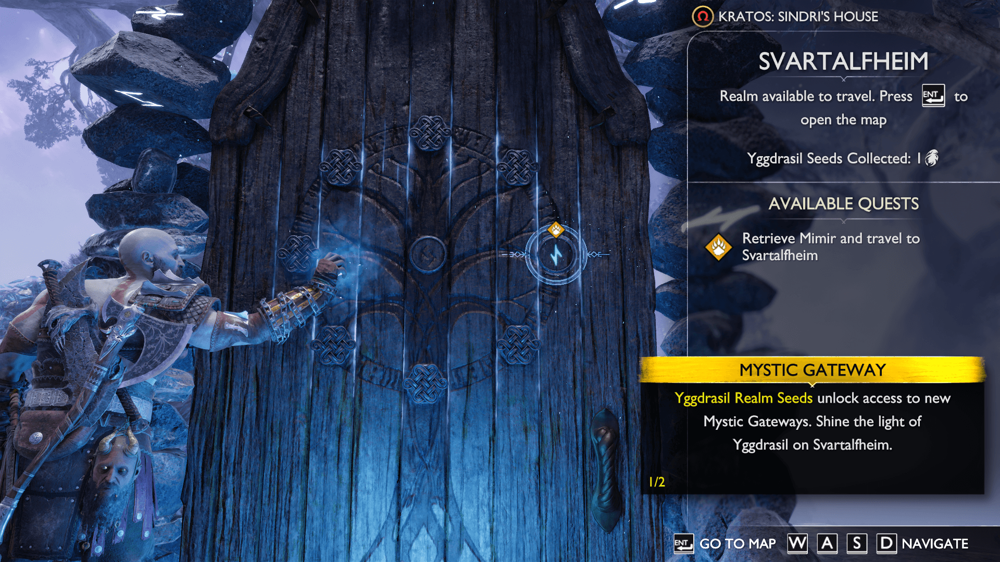 KRATOS: SINDRI'S HOUSE
SVARTALFHEIM
Realm available to travel. Press ENT to
open the map
Yggdrasil Seeds Collected: 1
AVAILABLE QUESTS
Retrieve Mimir and travel to
Svartalfheim
MYSTIC GATEWAY
Yggdrasil Realm Seeds unlock access to new
Mystic Gateways. Shine the light of
Yggdrasil on Svartalfheim.
1/2
ENT GO TO MAP W A S D NAVIGATE